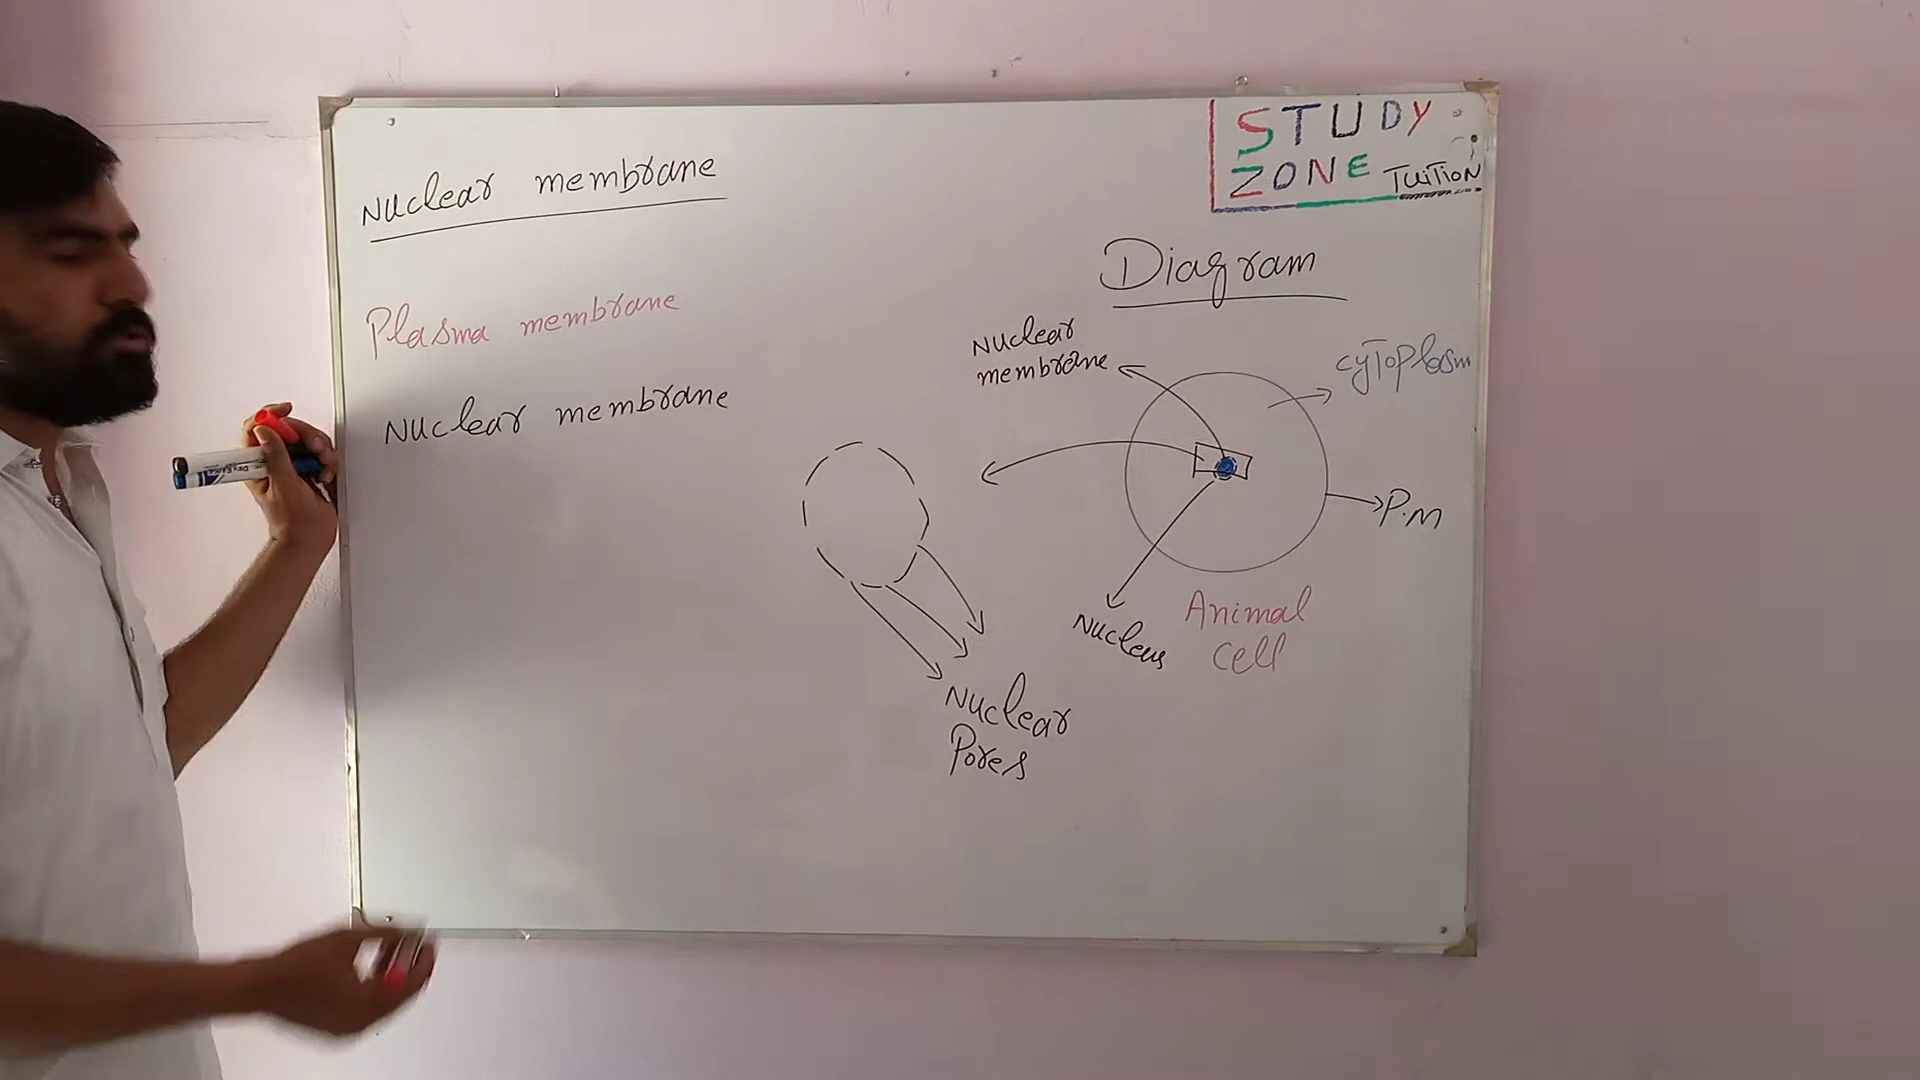 Nuclear membrane
STUDY
ZONE TUITION
Diagram
Plasma membrane
Nuclear membrane
Nuclear
membrane
cyToplasm
P.M
Animal
Cell
Nucleus
Nuclear
Pores